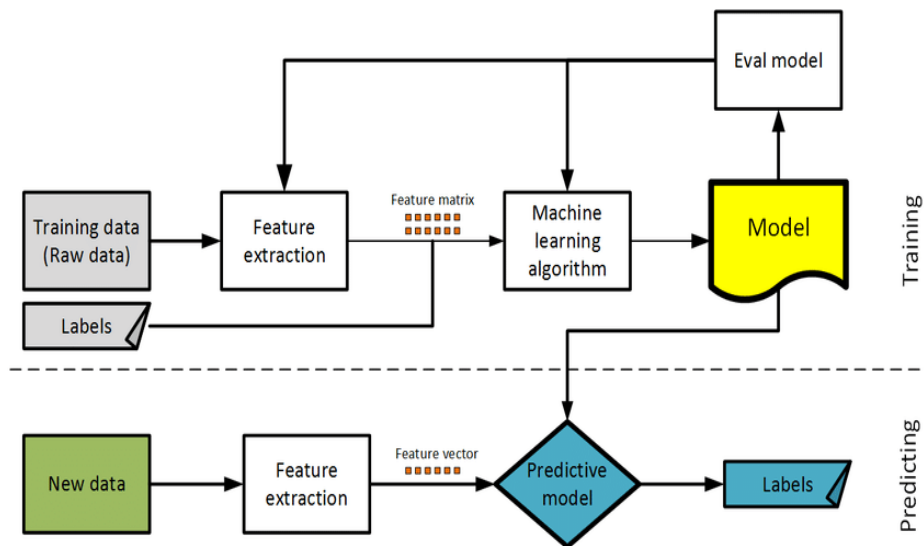 Eval model
Training
Training data
(Raw data)
Feature
extraction
Feature matrix
Machine
learning
algorithm
Model
Labels
New data
Feature
extraction
Feature vector
Predictive
model
Labels
Predicting